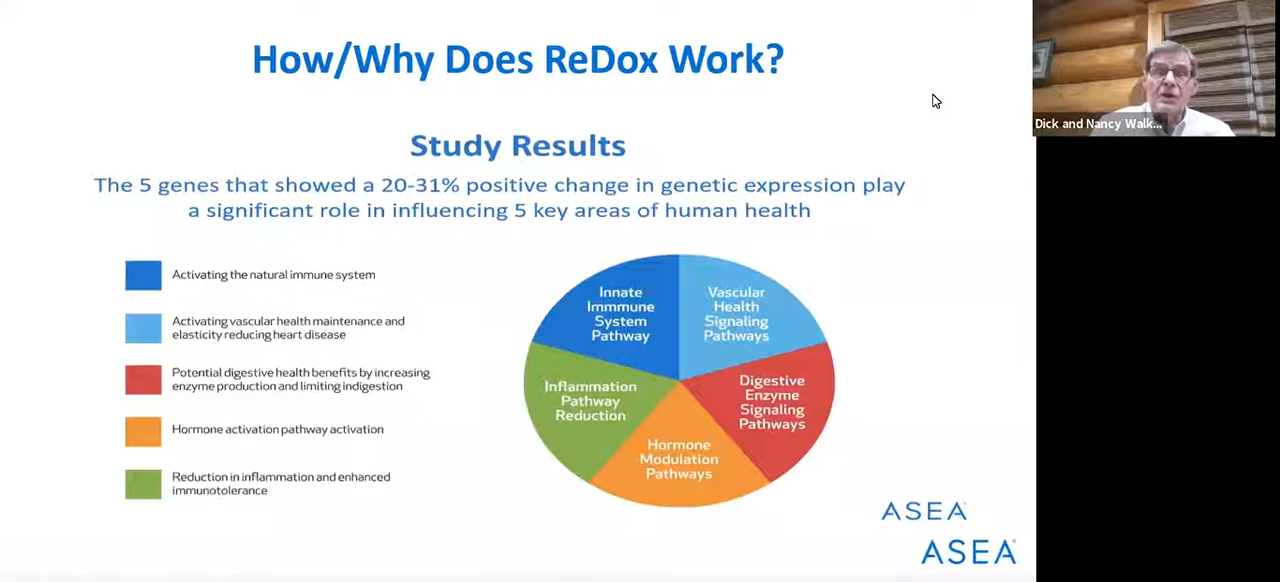 How/Why Does ReDox Work?
Study Results
The 5 genes that showed a 20-31% positive change in genetic expression play
a significant role in influencing 5 key areas of human health
Activating the natural immune system
Activating vascular health maintenance and
elasticity reducing heart disease
Potential digestive health benefits by increasing
enzyme production and limiting indigestion
Hormone activation pathway activation
Reduction in inflammation and enhanced
immunotolerance
Innate
Immmune
System
Pathway
Vascular
Health
Signaling
Pathways
Digestive
Enzyme
Signaling
Pathways
Hormone
Modulation
Pathways
Inflammation
Pathway
Reduction
ASEA
ASEA
Dick and Nancy Walk...